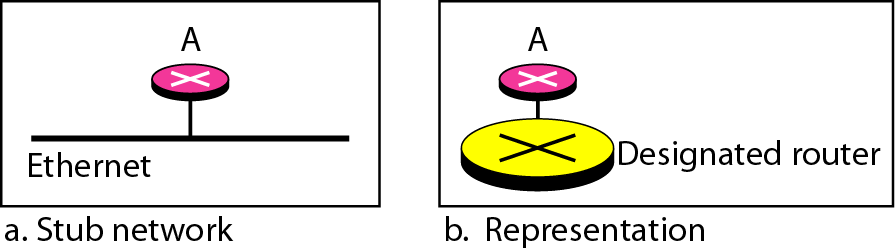 A
Ethernet
a. Stub network
A
Designated router
b. Representation